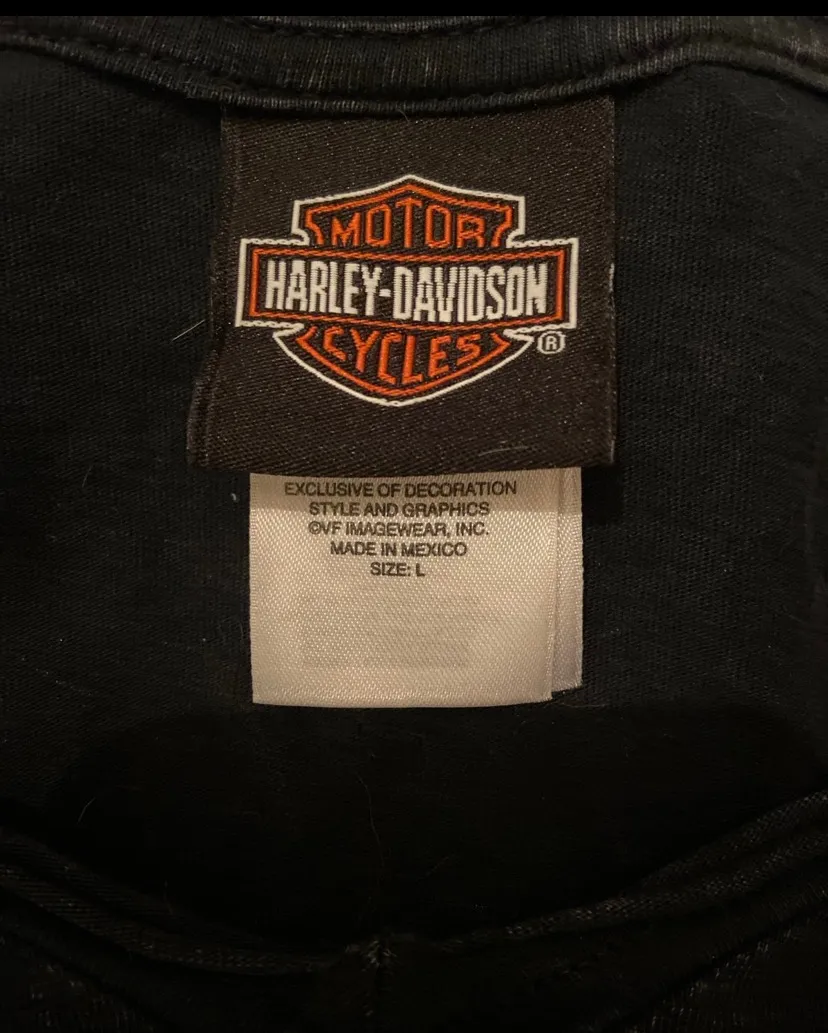 MOTOR
HARLEY-DAVIDSON
CYCLES
®
EXCLUSIVE OF DECORATION
STYLE AND GRAPHICS
©VF IMAGEWEAR, INC.
MADE IN MEXICO
SIZE: L